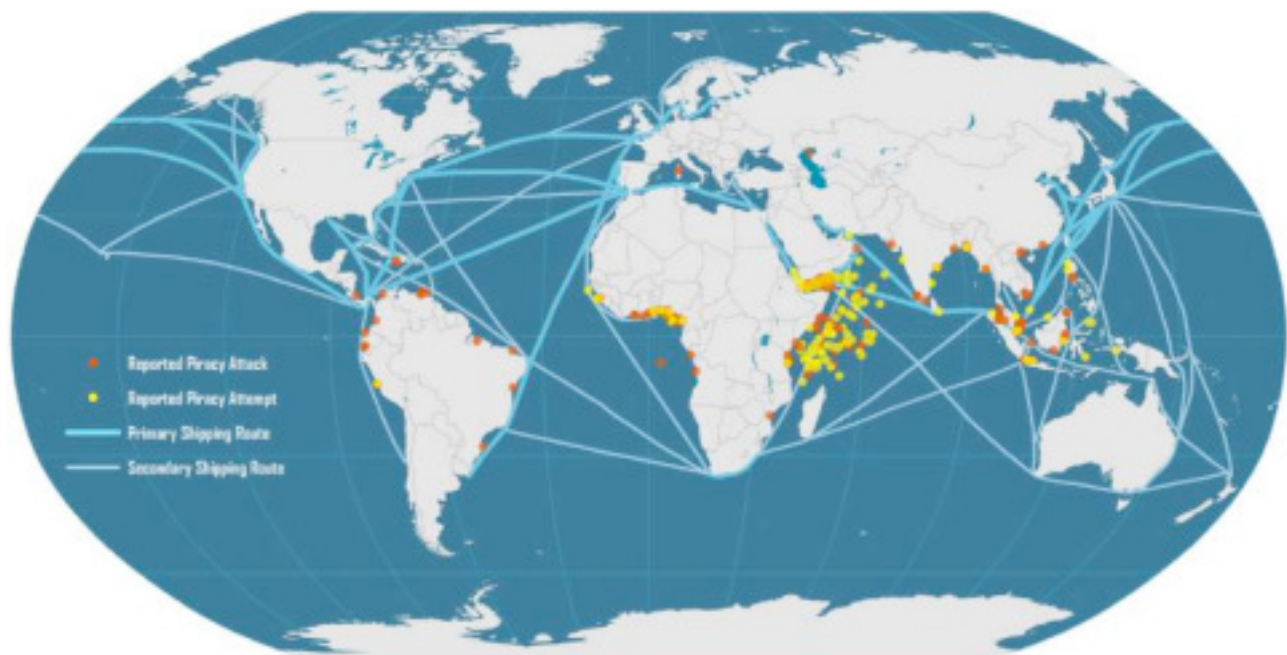 Reported Piracy Attack
Reported Piracy Attempt
Primary Shipping Route
Secondary Shipping Route